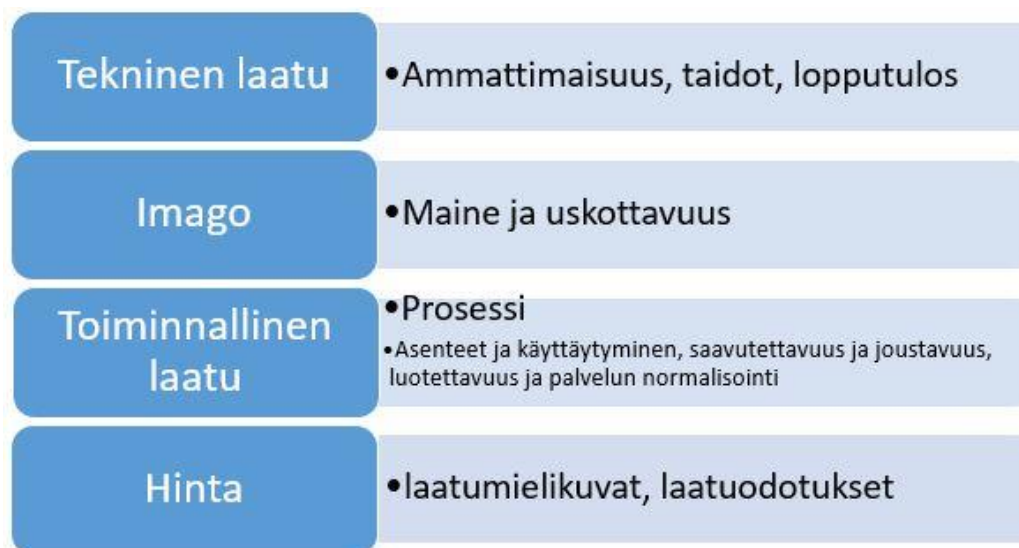 Tekninen laatu
•Ammattimaisuus, taidot, lopputulos
Imago
•Maine ja uskottavuus
Toiminnallinen
laatu
•Prosessi
•Asenteet ja käyttäytyminen, saavutettavuus ja joustavuus,
luotettavuus ja palvelun normalisointi
Hinta
•laatumielikuvat, laatuodotukset